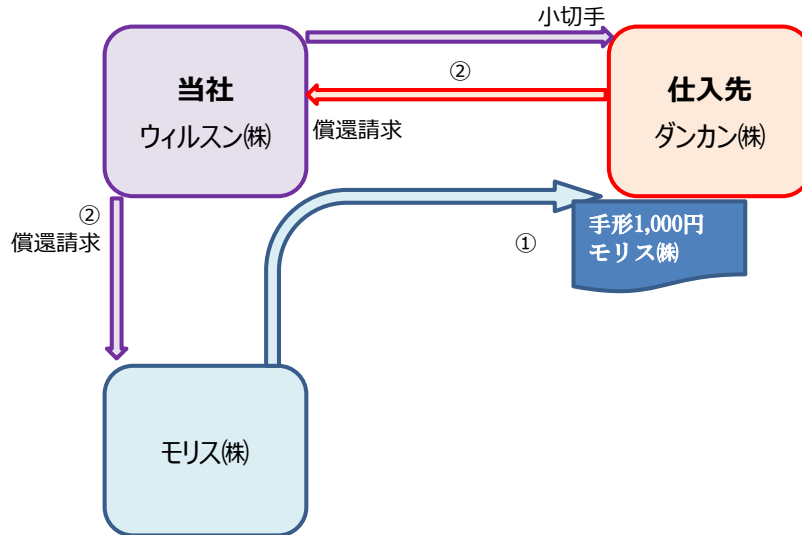 小切手
当社
ウィルスン㈱
②
仕入先
ダンカン㈱
償還請求
②
償還請求
①
手形1,000円
モリス㈱
モリス㈱